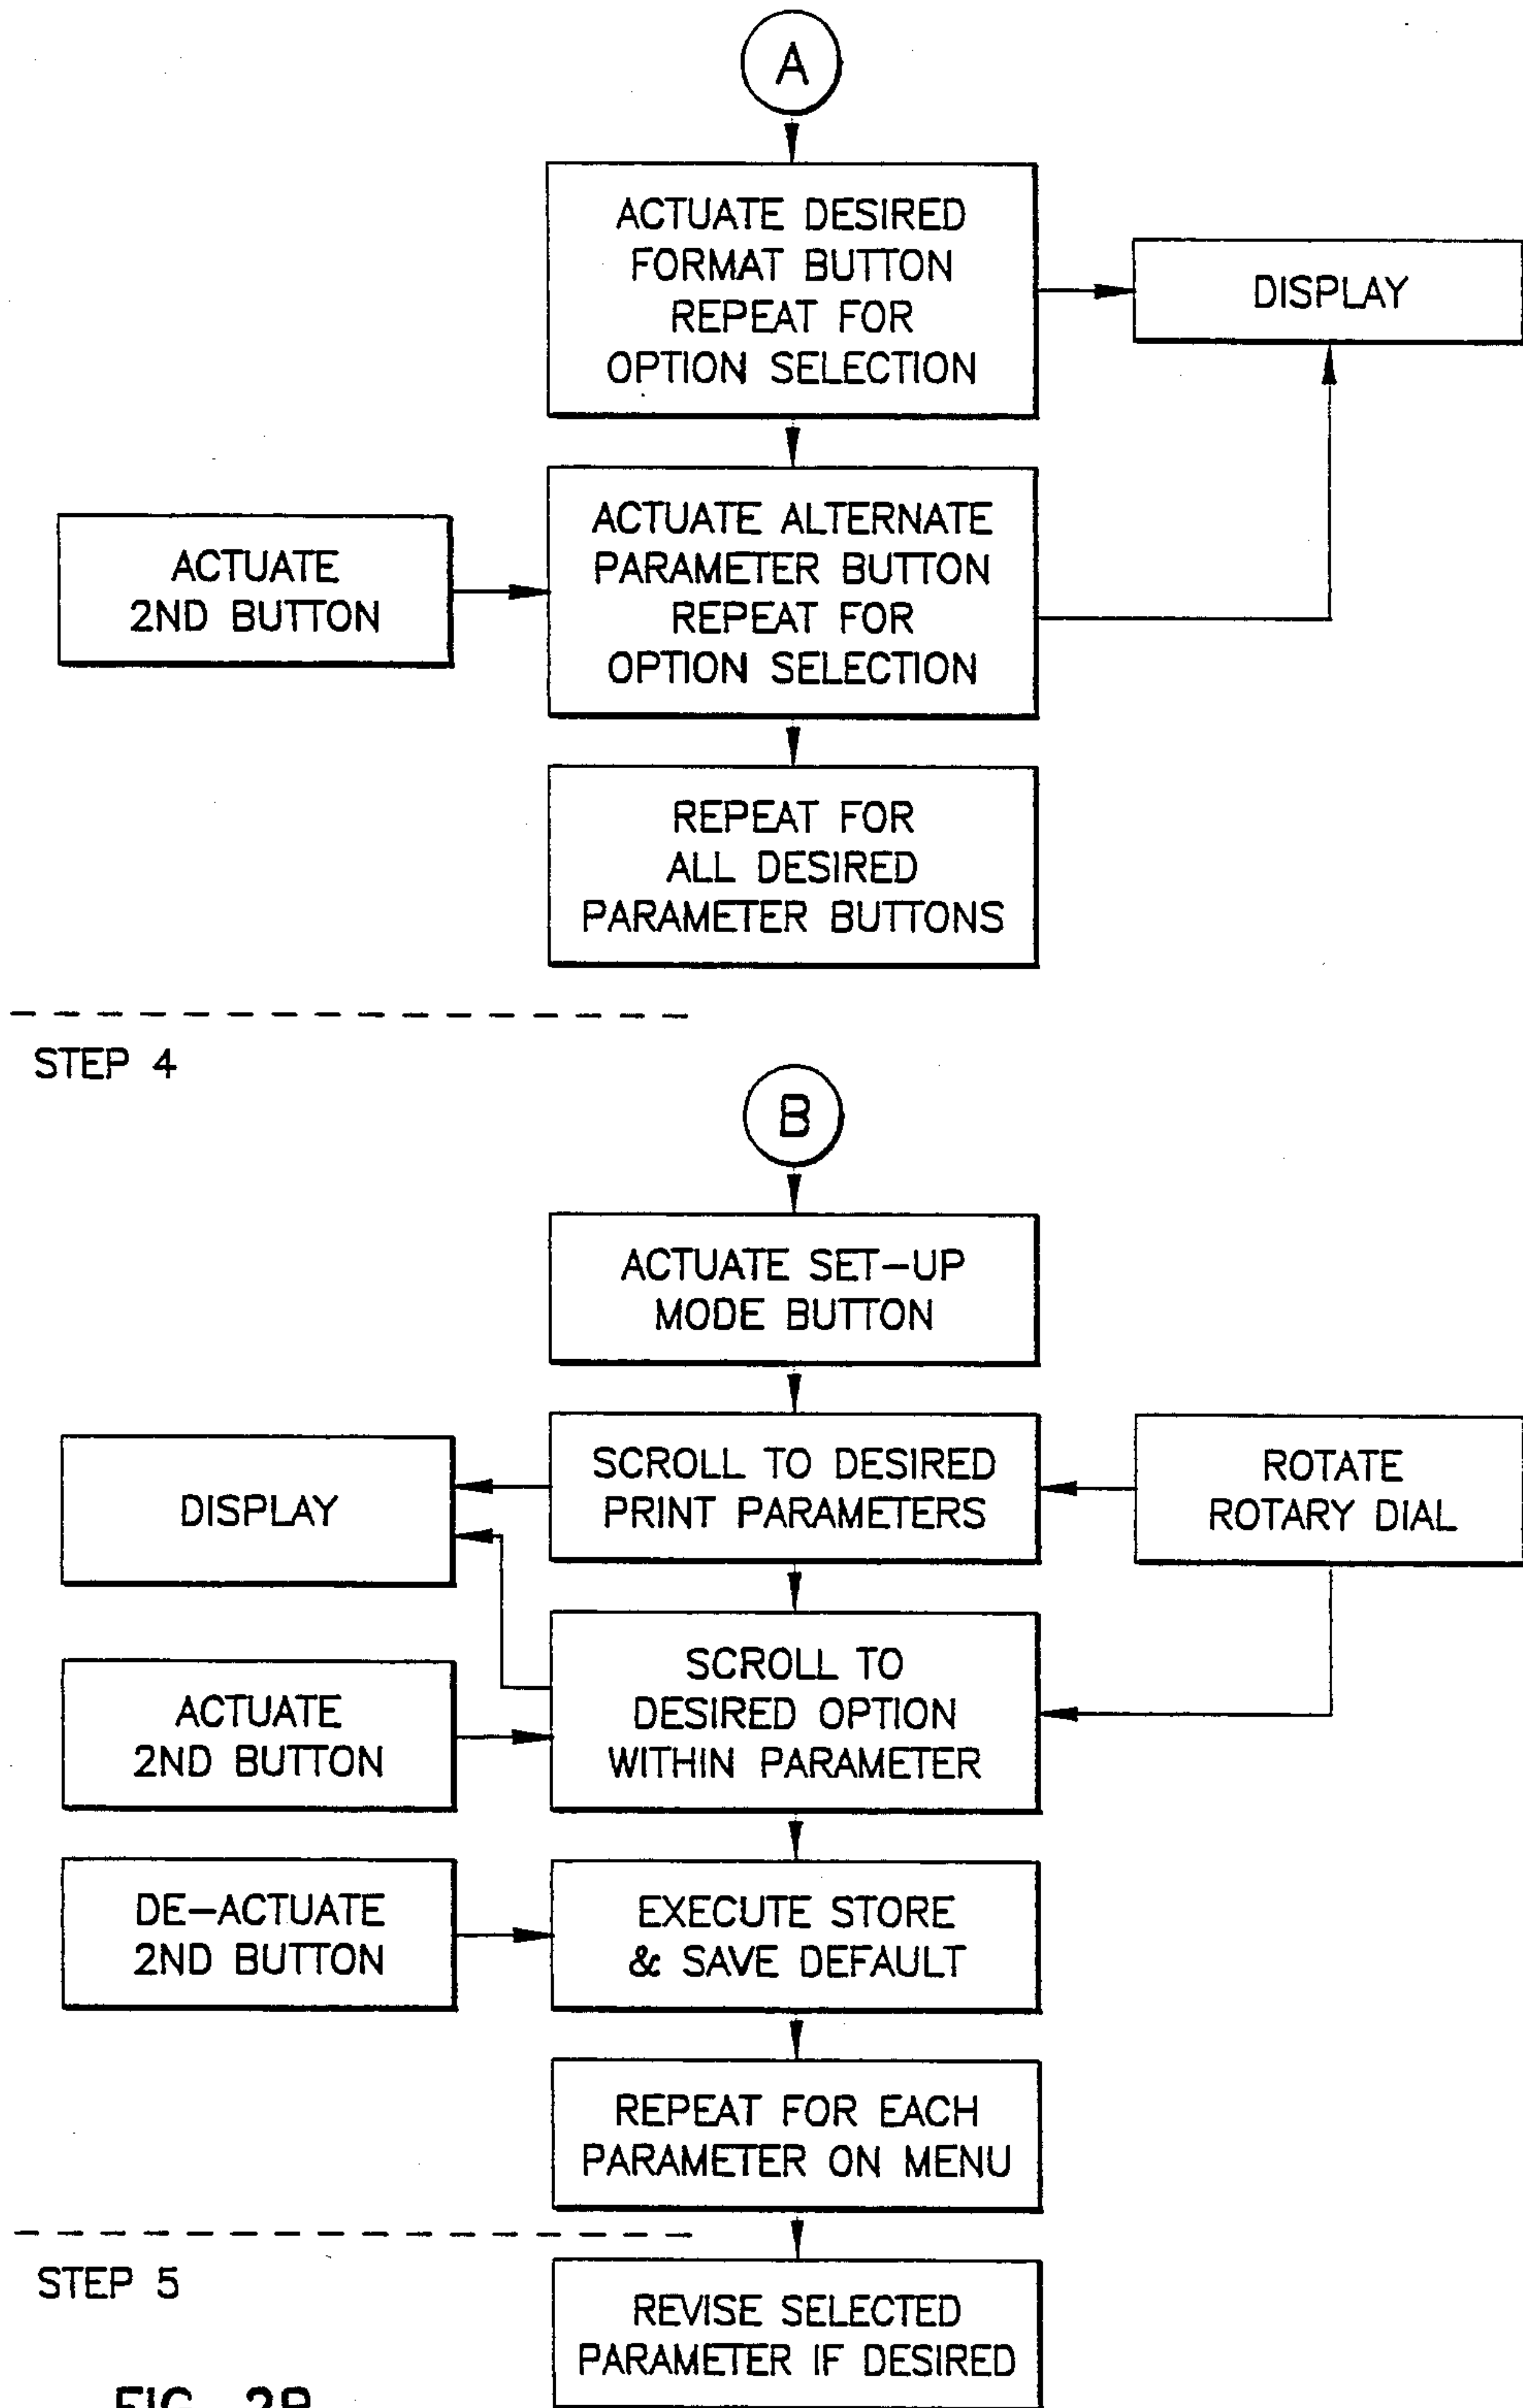 A
ACTUATE DESIRED
FORMAT BUTTON
REPEAT FOR
OPTION SELECTION
DISPLAY
ACTUATE
2ND BUTTON
ACTUATE ALTERNATE
PARAMETER BUTTON
REPEAT FOR
OPTION SELECTION
REPEAT FOR
ALL DESIRED
PARAMETER BUTTONS
STEP 4
B
ACTUATE SET-UP
MODE BUTTON
DISPLAY
SCROLL TO DESIRED
PRINT PARAMETERS
ROTATE
ROTARY DIAL
ACTUATE
2ND BUTTON
SCROLL TO
DESIRED OPTION
WITHIN PARAMETER
DE-ACTUATE
2ND BUTTON
EXECUTE STORE
& SAVE DEFAULT
REPEAT FOR EACH
PARAMETER ON MENU
STEP 5
REVISE SELECTED
PARAMETER IF DESIRED